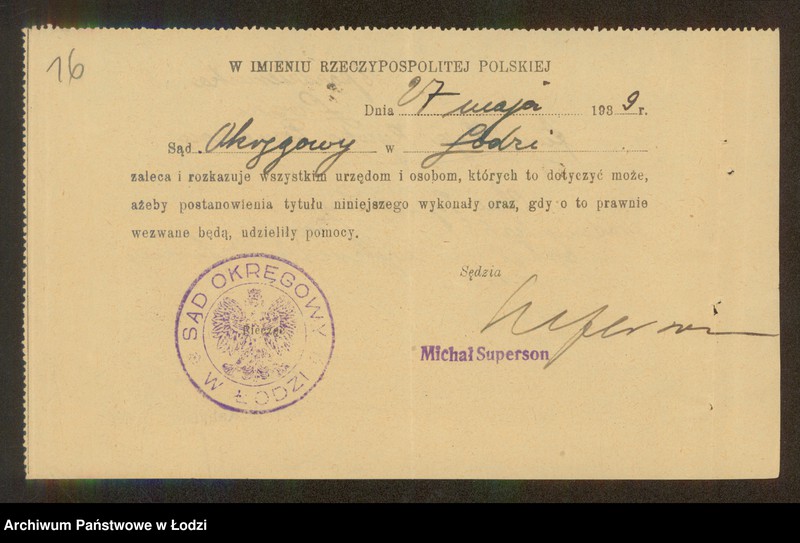 16
W IMIENIU RZECZYPOSPOLITEJ POLSKIEJ
Dnia 27 maja 1939 r.
Sąd Okręgowy w Łodzi
zaleca i rozkazuje wszystkim urzędom i osobom, których to dotyczyć może,
ażeby postanowienia tytułu niniejszego wykonały oraz, gdy o to prawnie
wezwane będą, udzieliły pomocy.
Sędzia
SĄD OKRĘGOWY
W ŁODZI
Superson
Michał Superson
Archiwum Państwowe w Łodzi